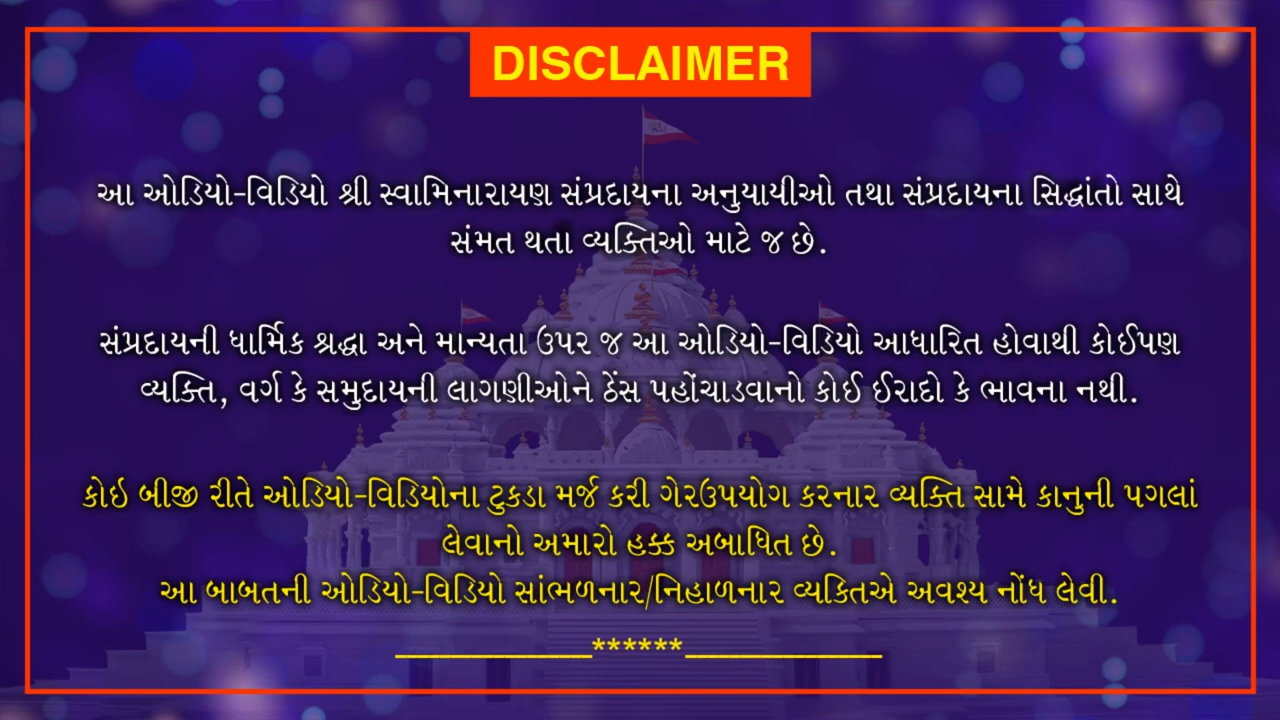 DISCLAIMER
આ ઓડિયો-વિડિયો શ્રી સ્વામિનારાયણ સંપ્રદાયના અનુયાયીઓ તથા સંપ્રદાયના સિદ્ધાંતો સાથે
સંમત થતા વ્યક્તિઓ માટે જ છે.
સંપ્રદાયની ધાર્મિક શ્રદ્ધા અને માન્યતા ઉપર જ આ ઓડિયો-વિડિયો આધારિત હોવાથી કોઈપણ
વ્યક્તિ, વર્ગ કે સમુદાયની લાગણીઓને ઠેંસ પહોંચાડવાનો કોઈ ઈરાદો કે ભાવના નથી.
કોઇ બીજી રીતે ઓડિયો-વિડિયોના ટુકડા મર્જ કરી ગેરઉપયોગ કરનાર વ્યક્તિ સામે કાનુની પગલાં
લેવાનો અમારો હક્ક અબાધિત છે.
આ બાબતની ઓડિયો-વિડિયો સાંભળનાર/નિહાળનાર વ્યકિતએ અવશ્ય નોંધ લેવી.
______________******______________